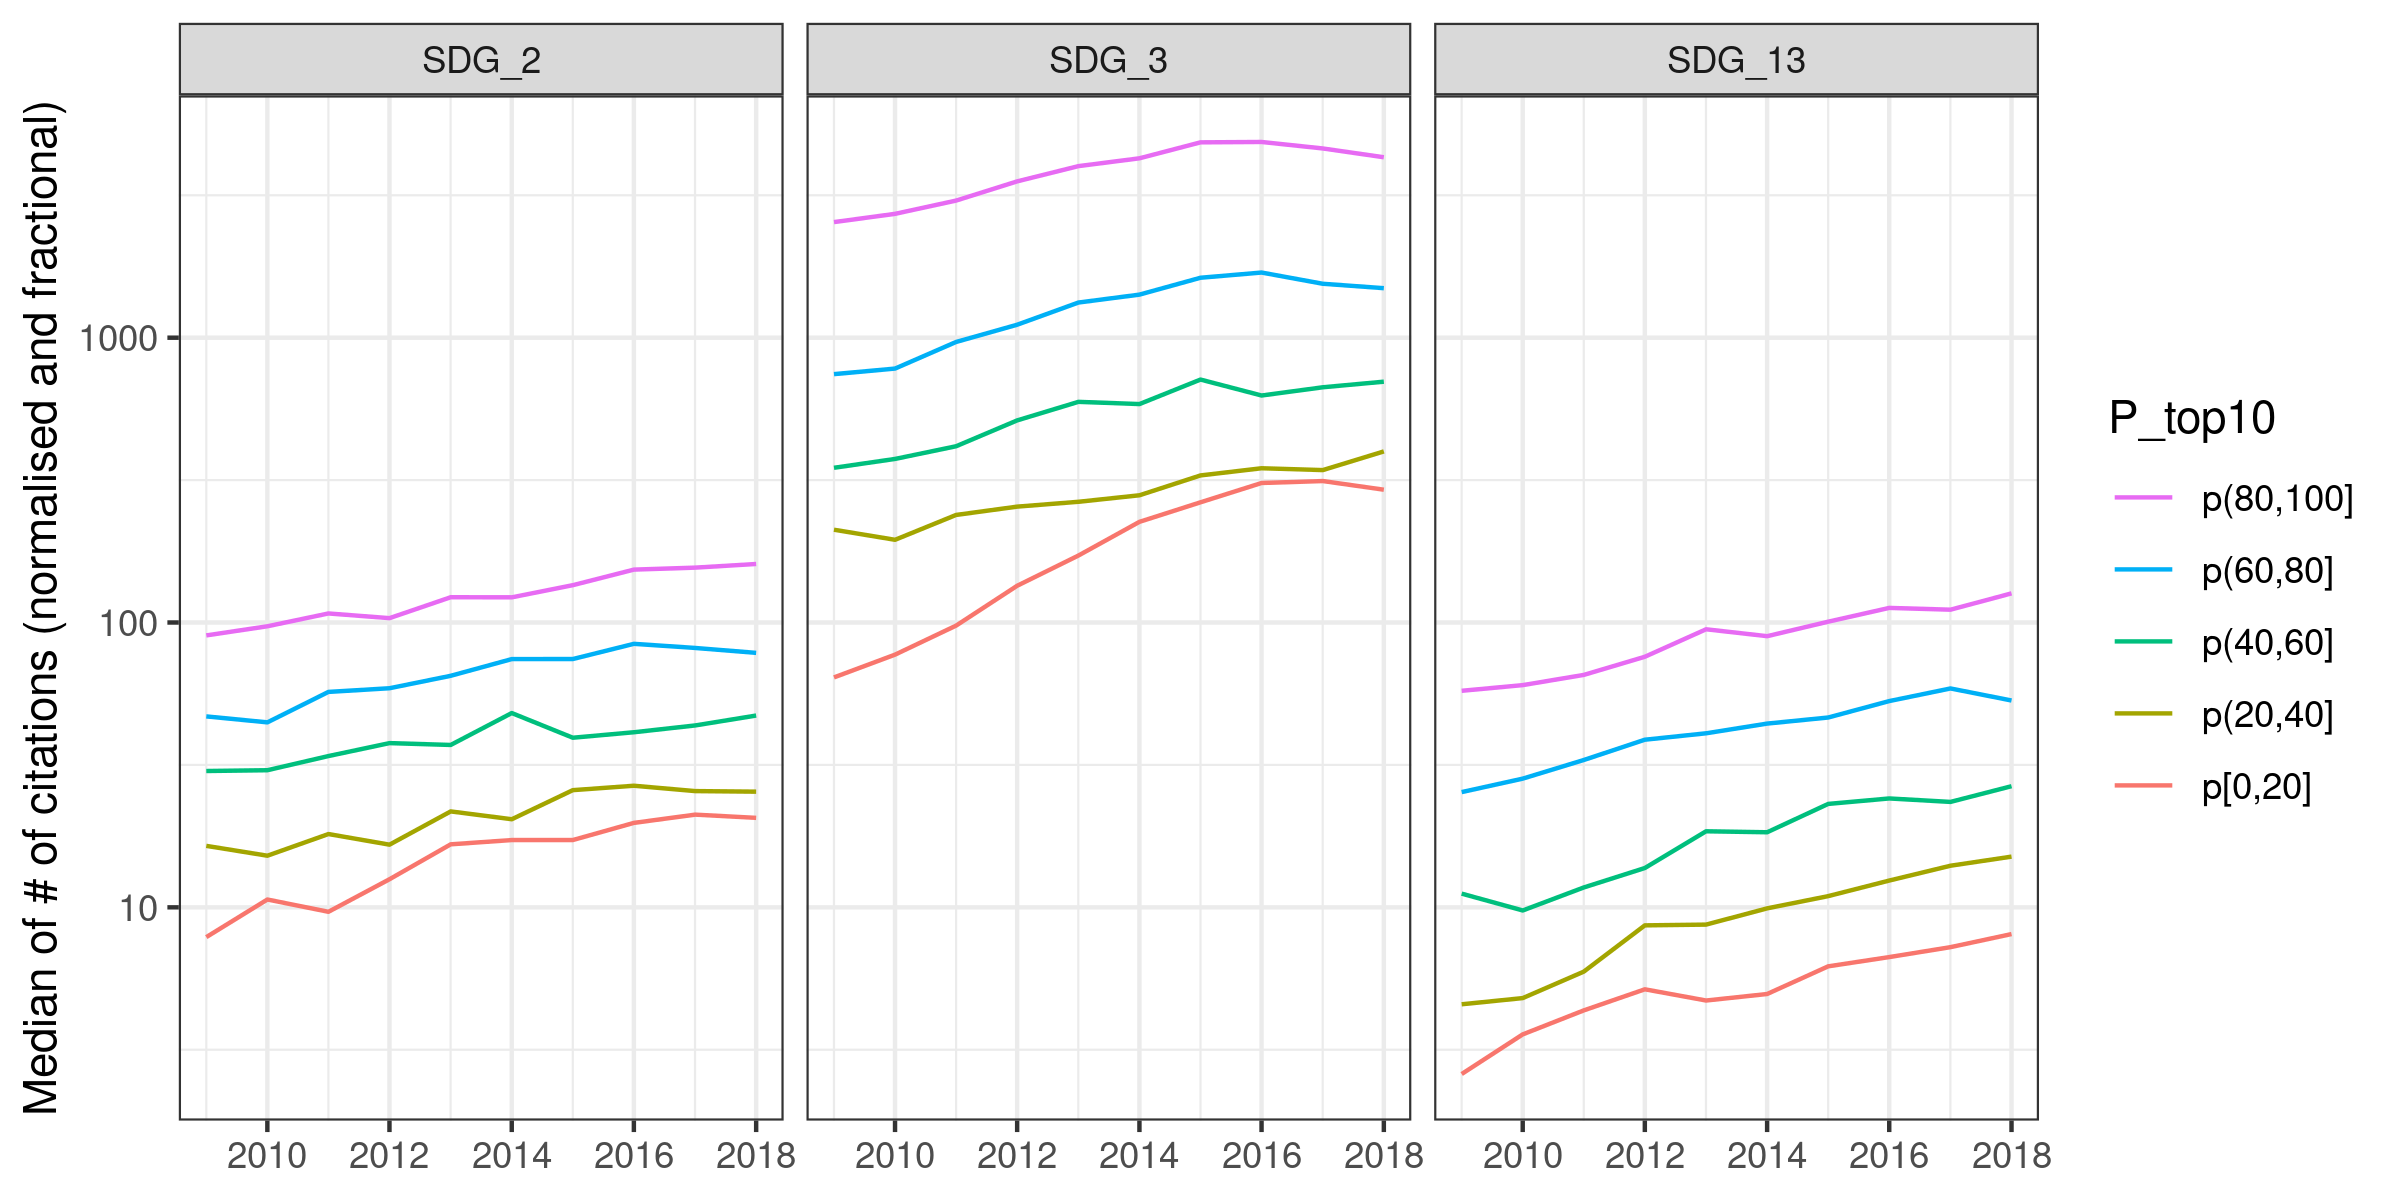 SDG_2
SDG_3
SDG_13
Median of # of citations (normalised and fractional)
1000
100
10
2010 2012 2014 2016 2018
2010 2012 2014 2016 2018
2010 2012 2014 2016 2018
P_top10
p(80,100]
p(60,80]
p(40,60]
p(20,40]
p[0,20]